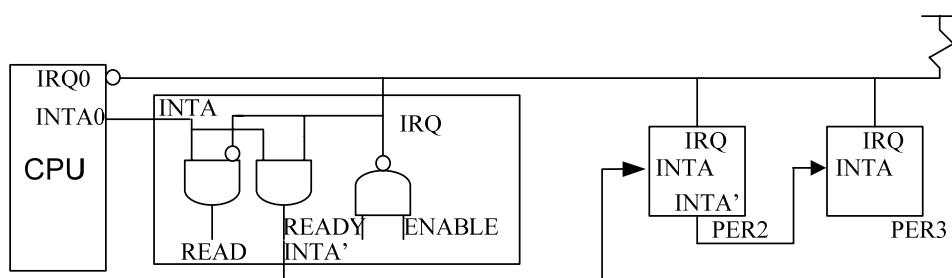 IRQ0
INTA0
CPU
INTA
IRQ
READ
READY
ENABLE
INTA'
IRQ
INTA
INTA'
PER2
IRQ
INTA
PER3